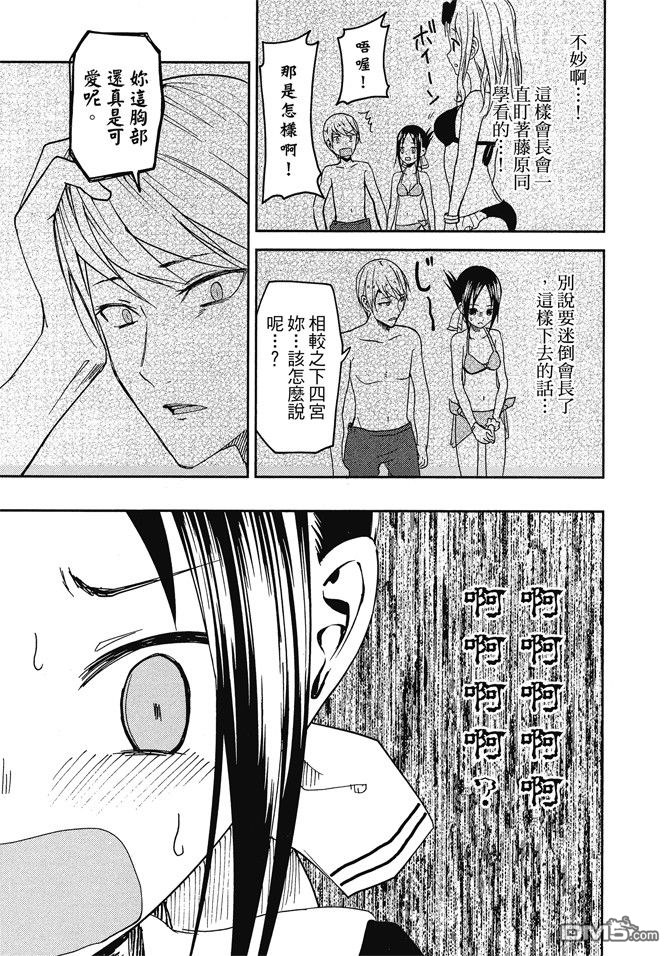 不妙啊…!
這樣會長會一
直盯著藤原同
學看的…!
ボイーン
唔喔!
那是怎樣啊!
別說要迷倒會長了
，這樣下去的話…
じ〜
相較之下四宮
妳…該怎麼說
呢…?
妳這胸部
還真是可
愛呢。
啊啊啊啊啊
啊啊啊啊?
DM5.com